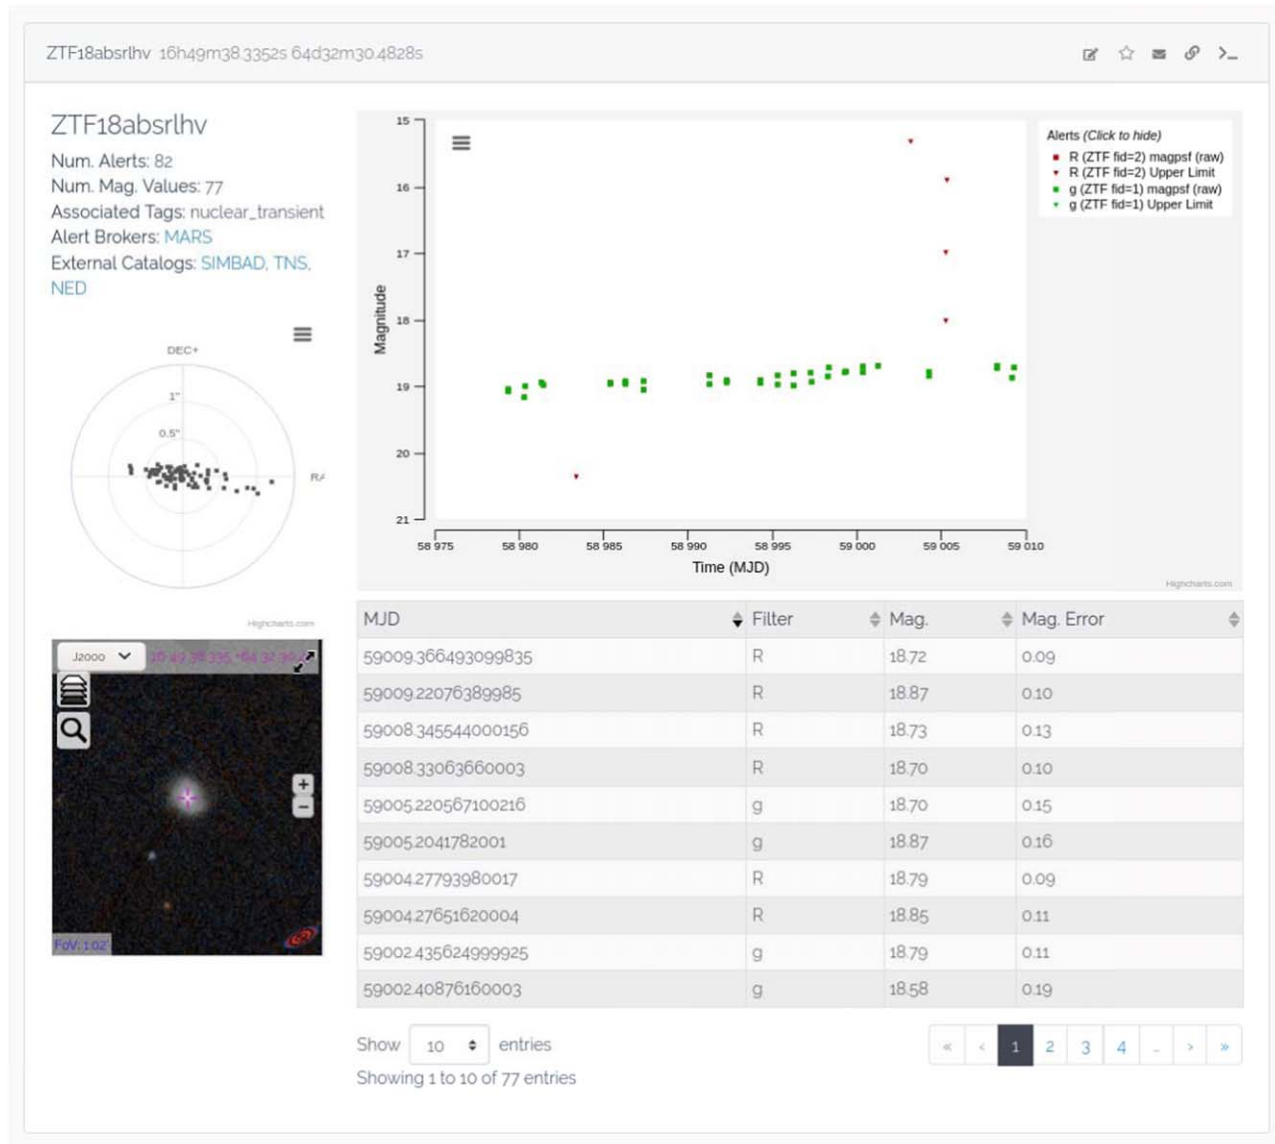 ZTF18absrlhv 16h49m38.3352s 64d32m30.4828s
ZTF18absrlhv
Num. Alerts: 82
Num. Mag. Values: 77
Associated Tags: nuclear_transient
Alert Brokers: MARS
External Catalogs: SIMBAD, TNS,
NED
DEC+
1"
0.5"
RA
Highcharts.com
J2000
FoV: 1.02'
15
16
17
18
19
20
21
Magnitude
58 975 58 980 58 985 58 990 58 995 59 000 59 005 59 010
Time (MJD)
Alerts (Click to hide)
R (ZTF fid=2) magpsf (raw)
R (ZTF fid=2) Upper Limit
g (ZTF fid=1) magpsf (raw)
g (ZTF fid=1) Upper Limit
Highcharts.com
MJD Filter Mag. Mag. Error
59009.366493099835 R 18.72 0.09
59009.22076389985 R 18.87 0.10
59008.345544000156 R 18.73 0.13
59008.33063660003 R 18.70 0.10
59005.220567100216 g 18.70 0.15
59005.2041782001 g 18.87 0.16
59004.27793980017 R 18.79 0.09
59004.27651620004 R 18.85 0.11
59002.435624999925 g 18.79 0.11
59002.40876160003 g 18.58 0.19
Show 10 entries
« ‹ 1 2 3 4 … › »
Showing 1 to 10 of 77 entries